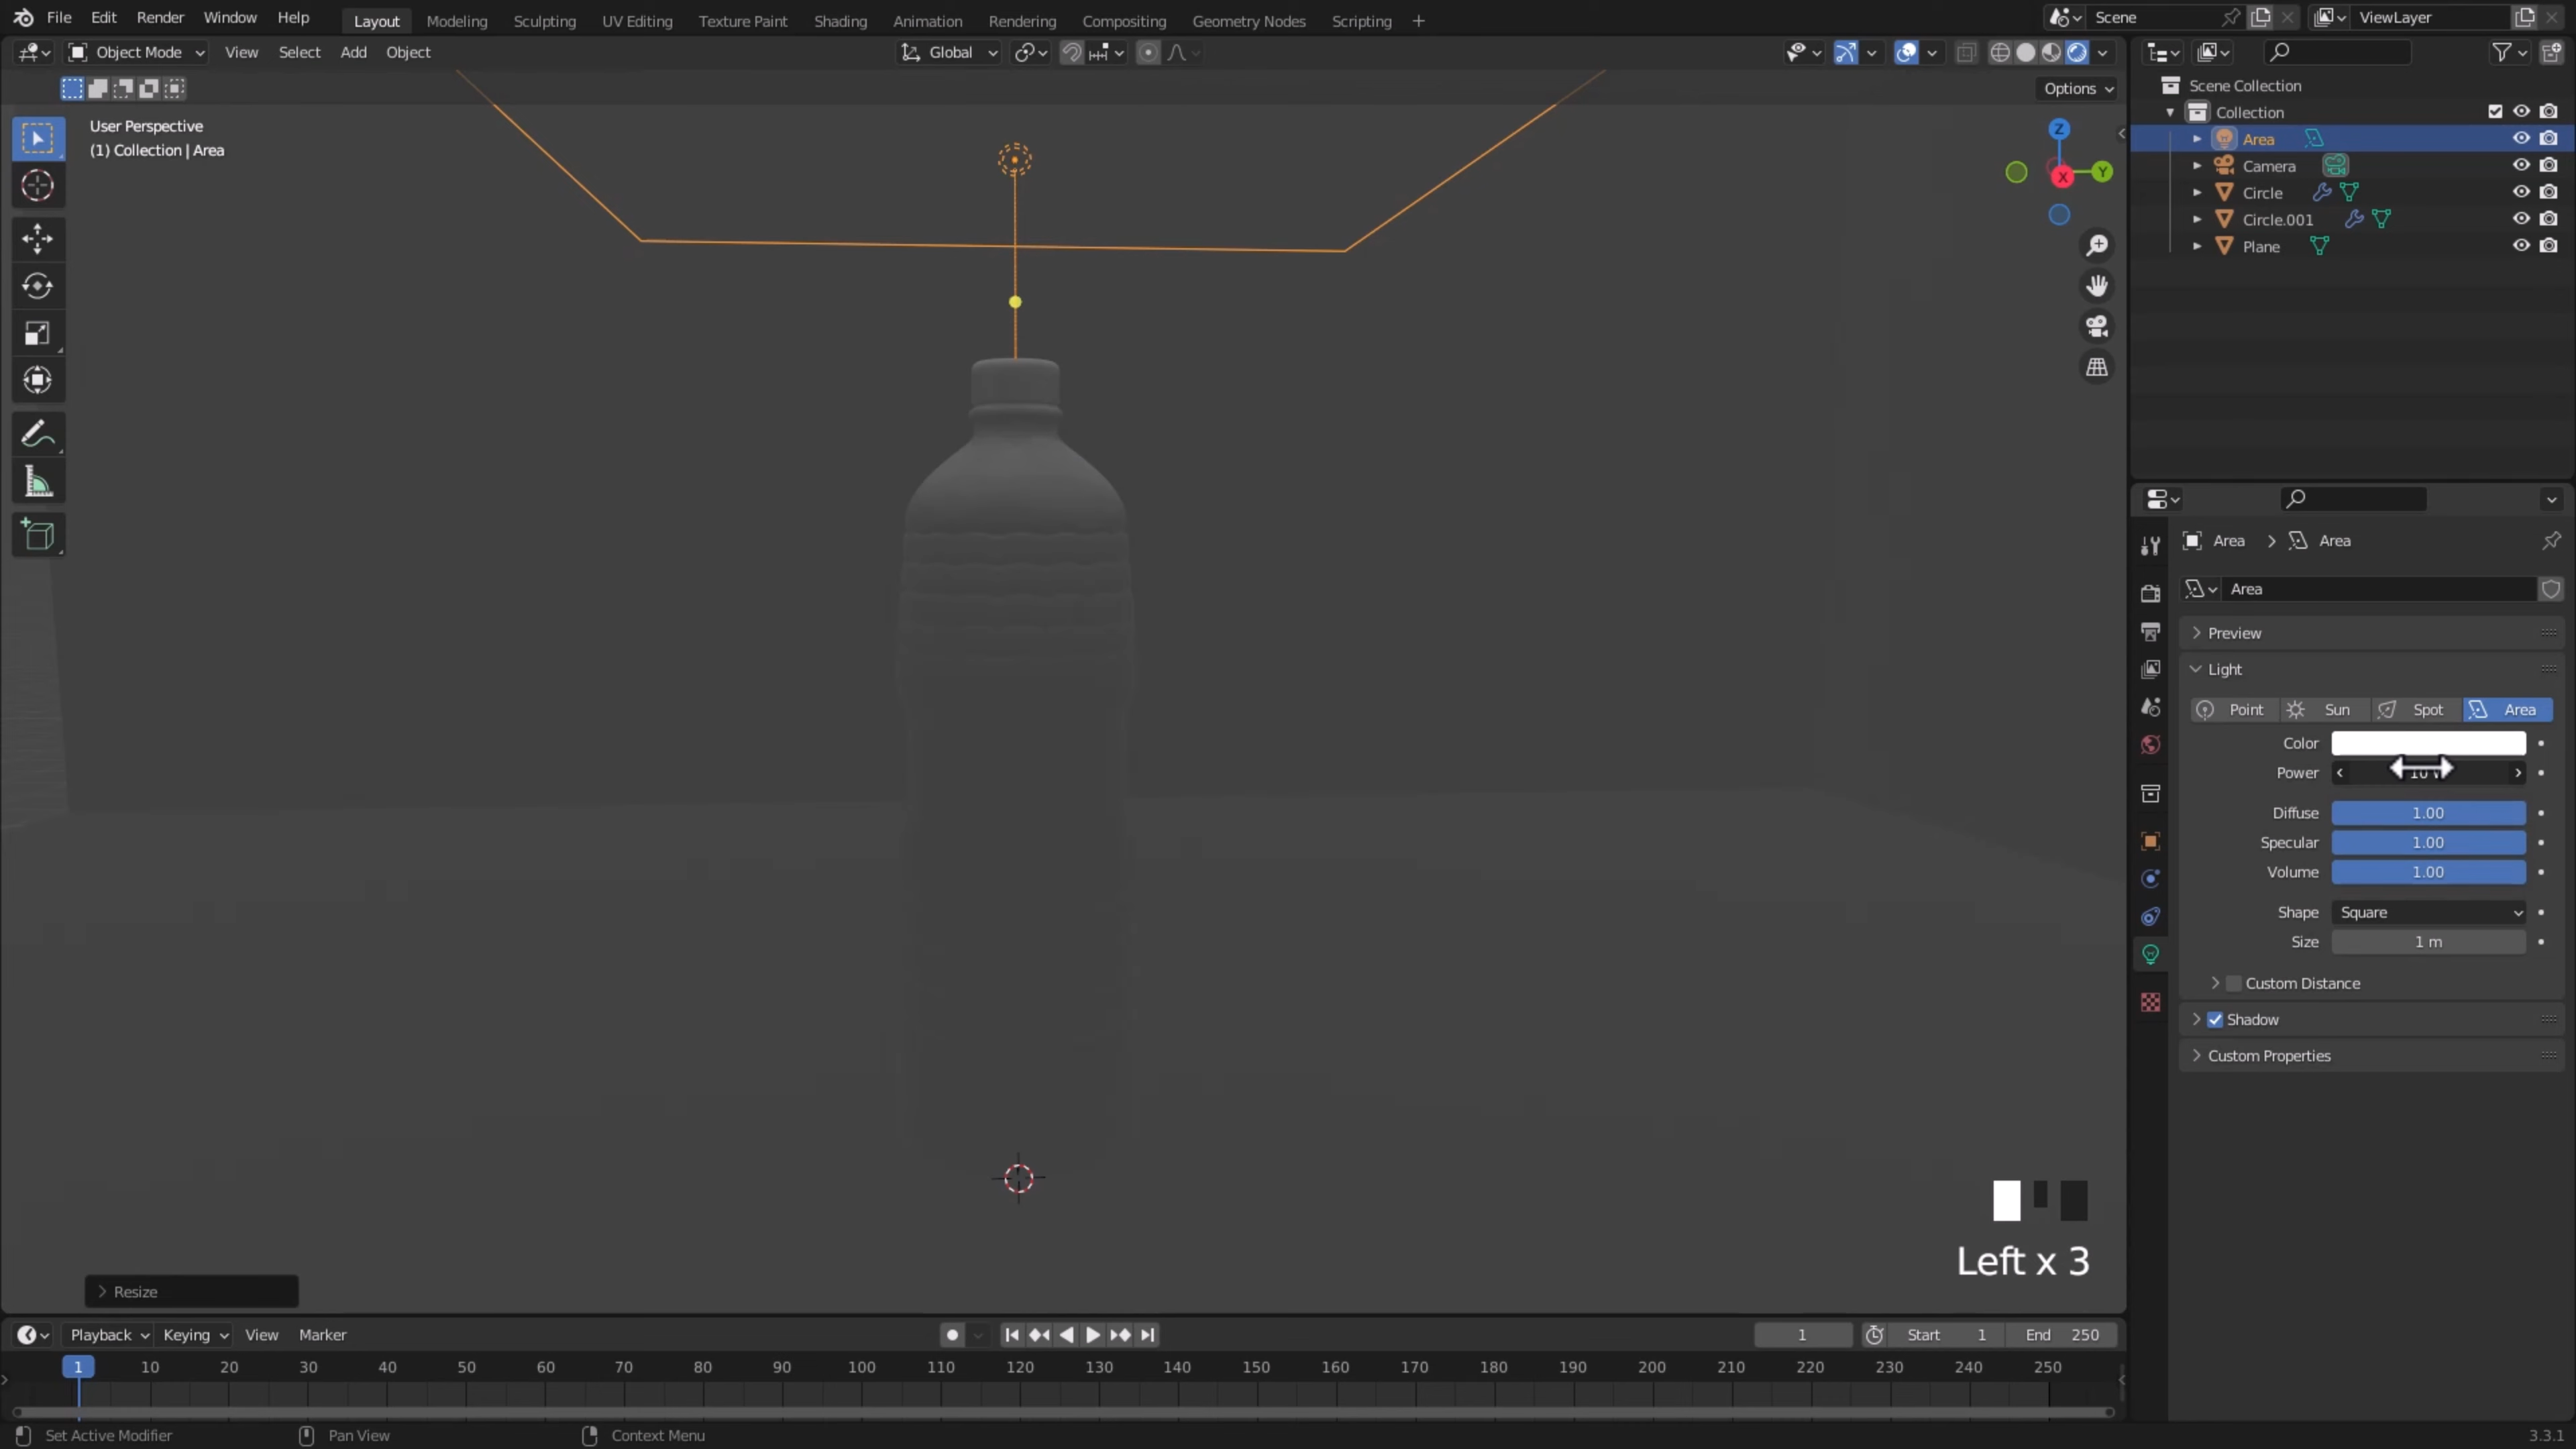 File Edit Render Window Help Layout Modeling Sculpting UV Editing Texture Paint Shading Animation Rendering Compositing Geometry Nodes Scripting + Scene ViewLayer
Object Mode View Select Add Object Global
Options
User Perspective
(1) Collection | Area
Z
Y
X
Scene Collection
Collection
Area
Camera
Circle
Circle.001
Plane
Area > Area
Area
Preview
Light
Point Sun Spot Area
Color
Power
Diffuse 1.00
Specular 1.00
Volume 1.00
Shape Square
Size 1 m
Custom Distance
Shadow
Custom Properties
Left x 3
Resize
Playback Keying View Marker 1 Start 1 End 250
1 10 20 30 40 50 60 70 80 90 100 110 120 130 140 150 160 170 180 190 200 210 220 230 240 250
Set Active Modifier Pan View Context Menu 3.3.1